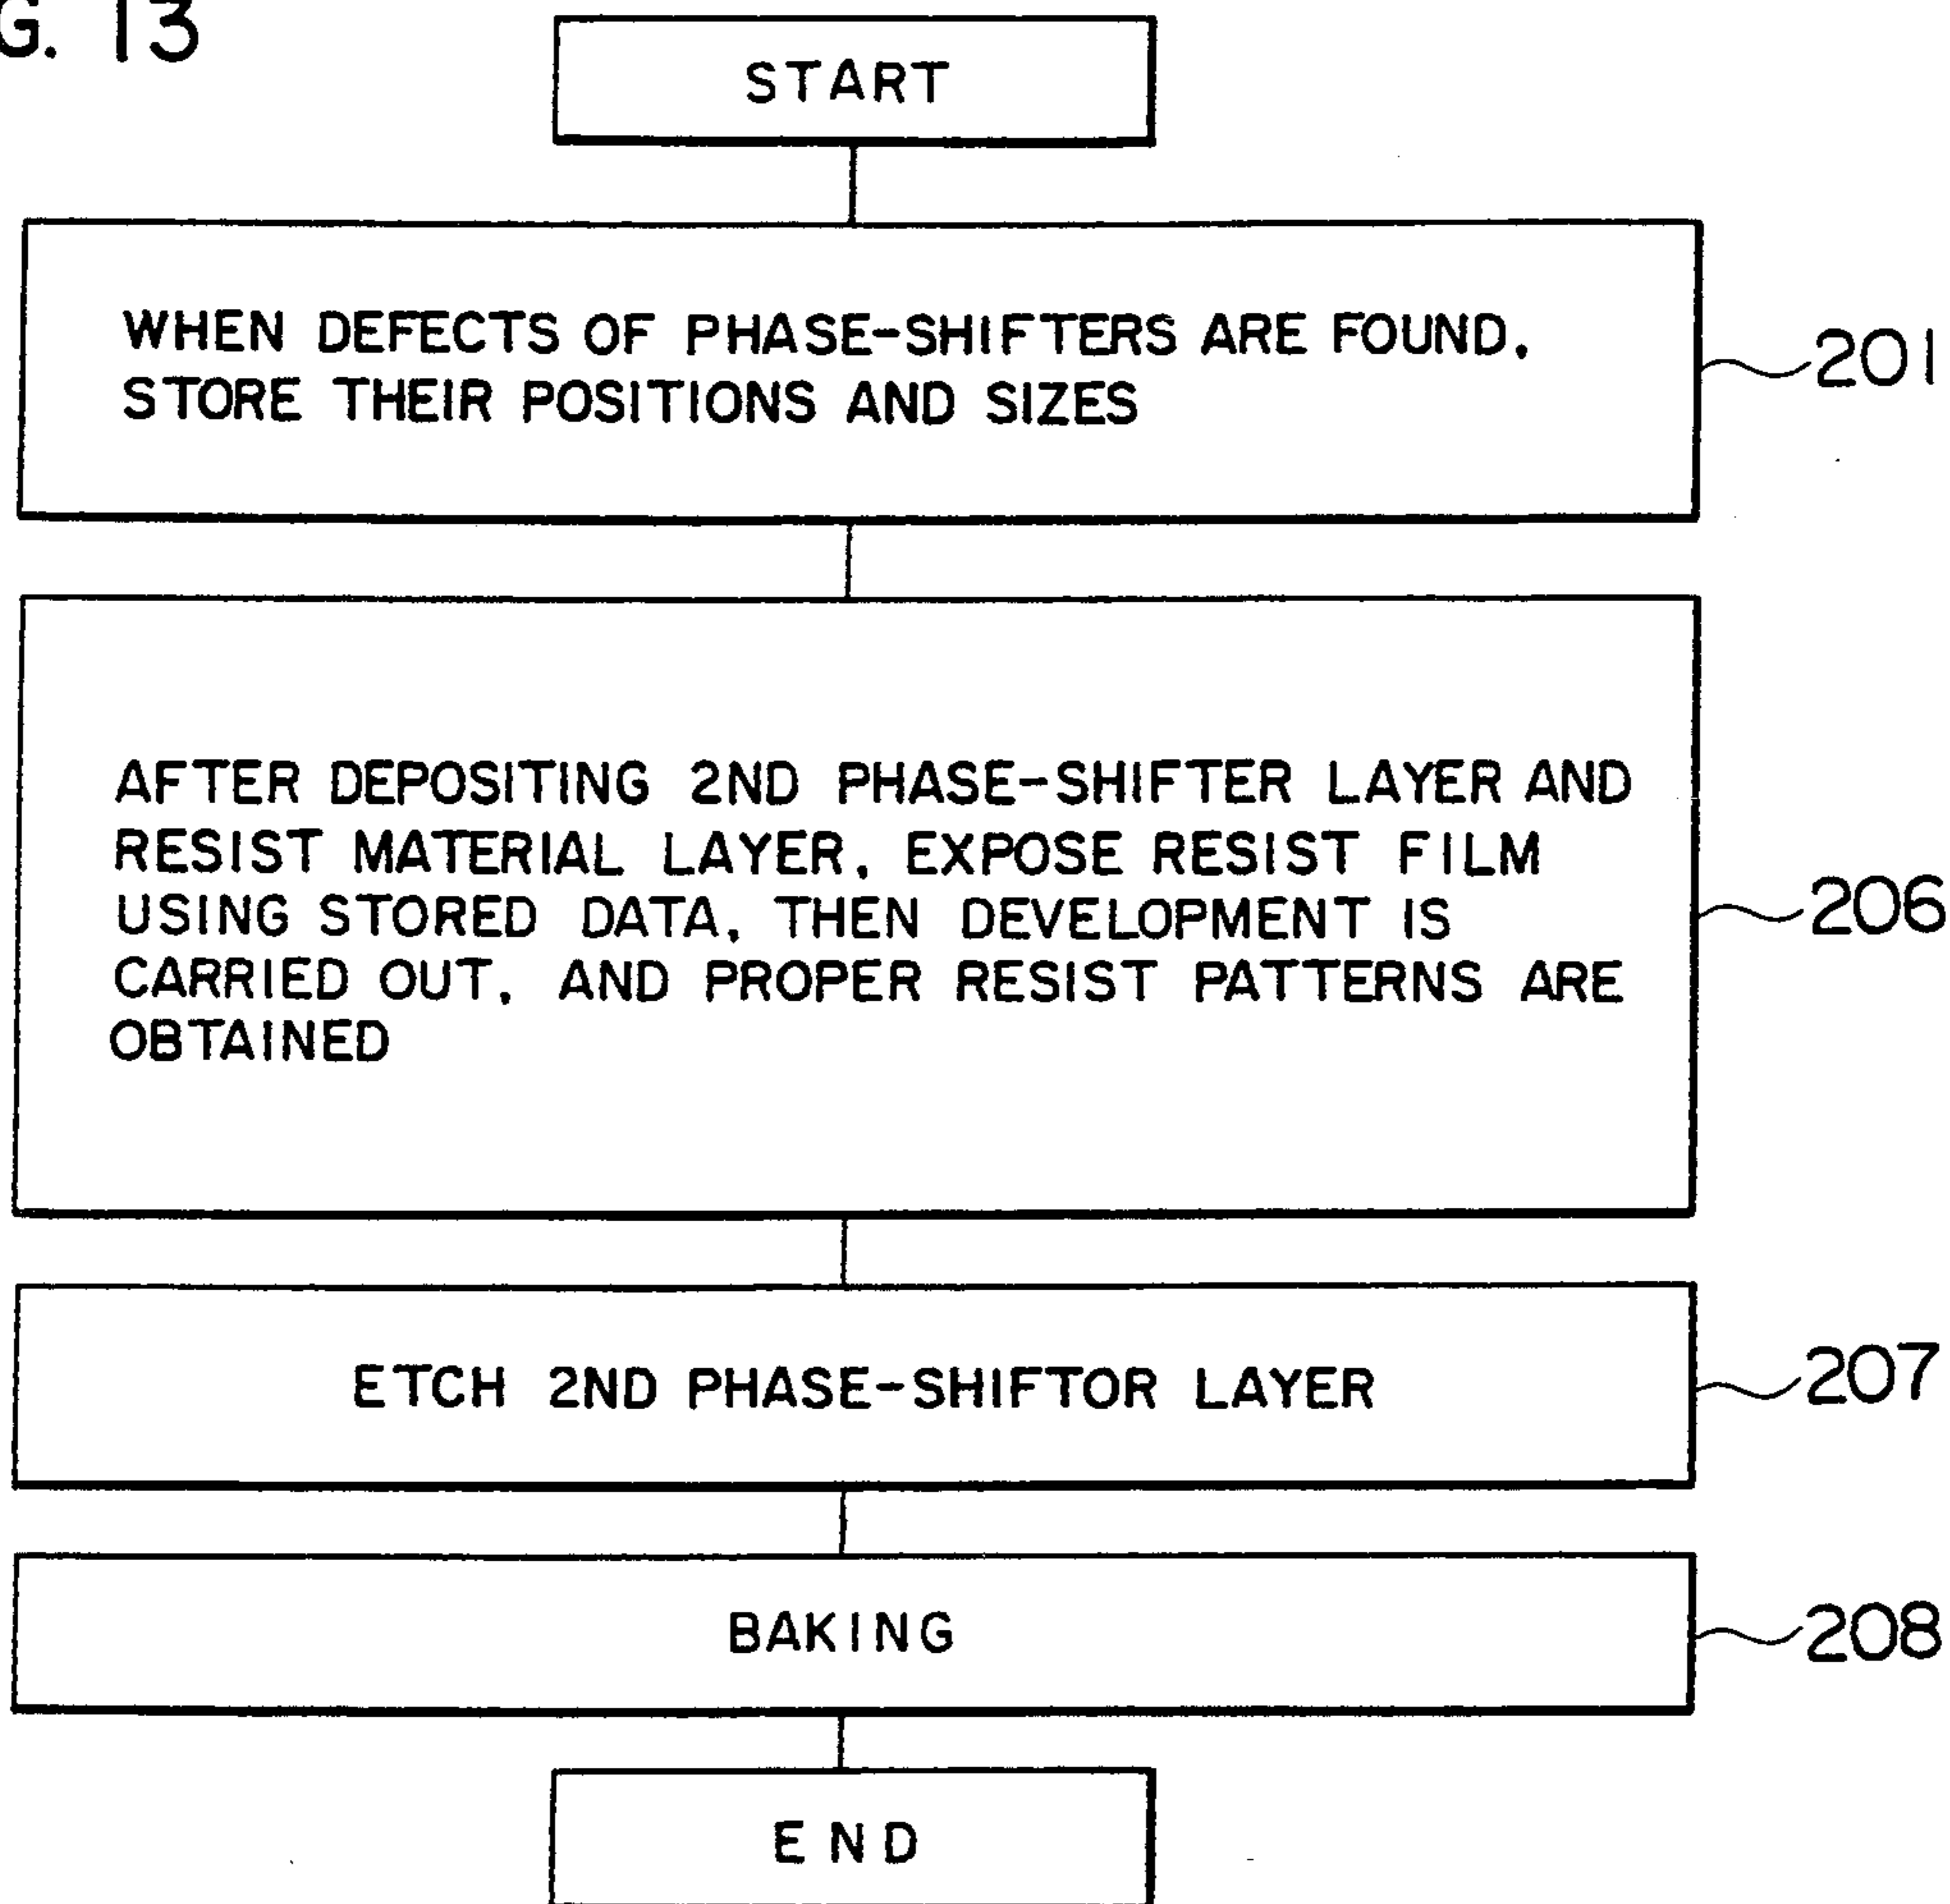 G. 13
START
WHEN DEFECTS OF PHASE-SHIFTERS ARE FOUND,
STORE THEIR POSITIONS AND SIZES
201
AFTER DEPOSITING 2ND PHASE-SHIFTER LAYER AND
RESIST MATERIAL LAYER, EXPOSE RESIST FILM
USING STORED DATA, THEN DEVELOPMENT IS
CARRIED OUT, AND PROPER RESIST PATTERNS ARE
OBTAINED
206
ETCH 2ND PHASE-SHIFTOR LAYER
207
BAKING
208
END